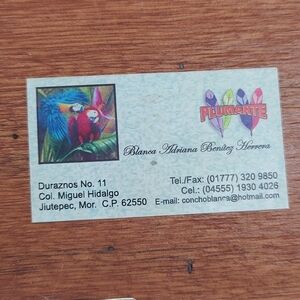 PLUMARTE
Blanca Adriana Benítez Herrera
Duraznos No. 11
Col. Miguel Hidalgo
Jiutepec, Mor. C.P. 62550
Tel./Fax: (01777) 320 9850
Cel.: (04555) 1930 4026
E-mail: conchoblanca@hotmail.com